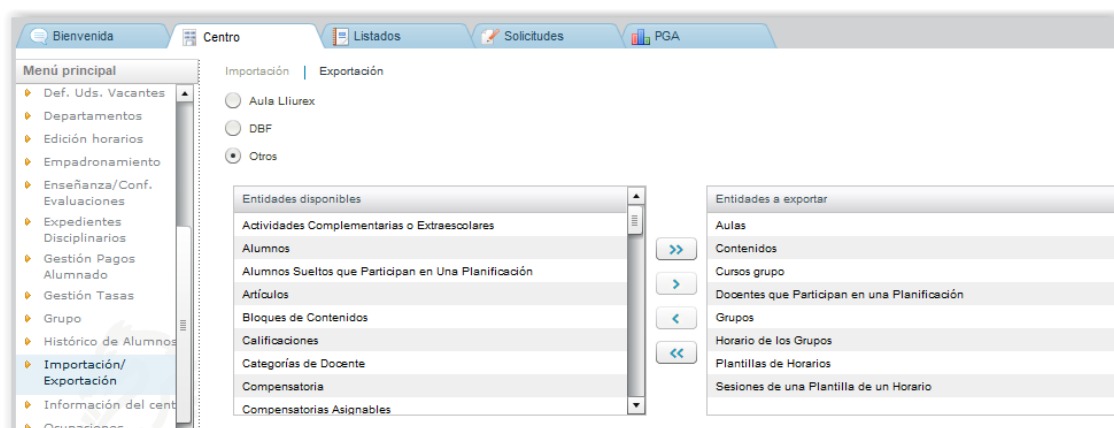 Bienvenida
Centro
Listados
Solicitudes
PGA
Menú principal
Def. Uds. Vacantes
Departamentos
Edición horarios
Empadronamiento
Enseñanza/Conf.
Evaluaciones
Expedientes
Disciplinarios
Gestión Pagos
Alumnado
Gestión Tasas
Grupo
Histórico de Alumnos
Importación/
Exportación
Información del cent
Ocupaciones
Importación | Exportación
Aula Lliurex
DBF
Otros
Entidades disponibles
Actividades Complementarias o Extraescolares
Alumnos
Alumnos Sueltos que Participan en Una Planificación
Artículos
Bloques de Contenidos
Calificaciones
Categorías de Docente
Compensatoria
Compensatorias Asignables
>>
>
<
<<
Entidades a exportar
Aulas
Contenidos
Cursos grupo
Docentes que Participan en una Planificación
Grupos
Horario de los Grupos
Plantillas de Horarios
Sesiones de una Plantilla de un Horario